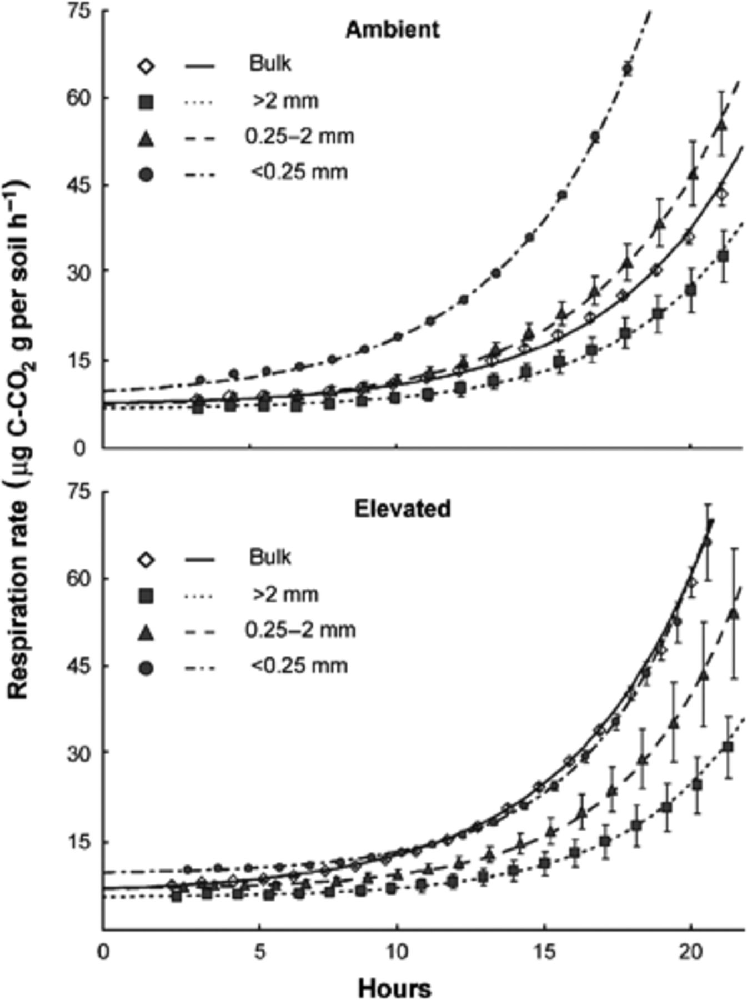 Respiration rate (µg C-CO2 g per soil h−1)
75
60
45
30
15
0
Ambient
Bulk
>2 mm
0.25–2 mm
<0.25 mm
75
60
45
30
15
Elevated
Bulk
>2 mm
0.25–2 mm
<0.25 mm
0 5 10 15 20
Hours